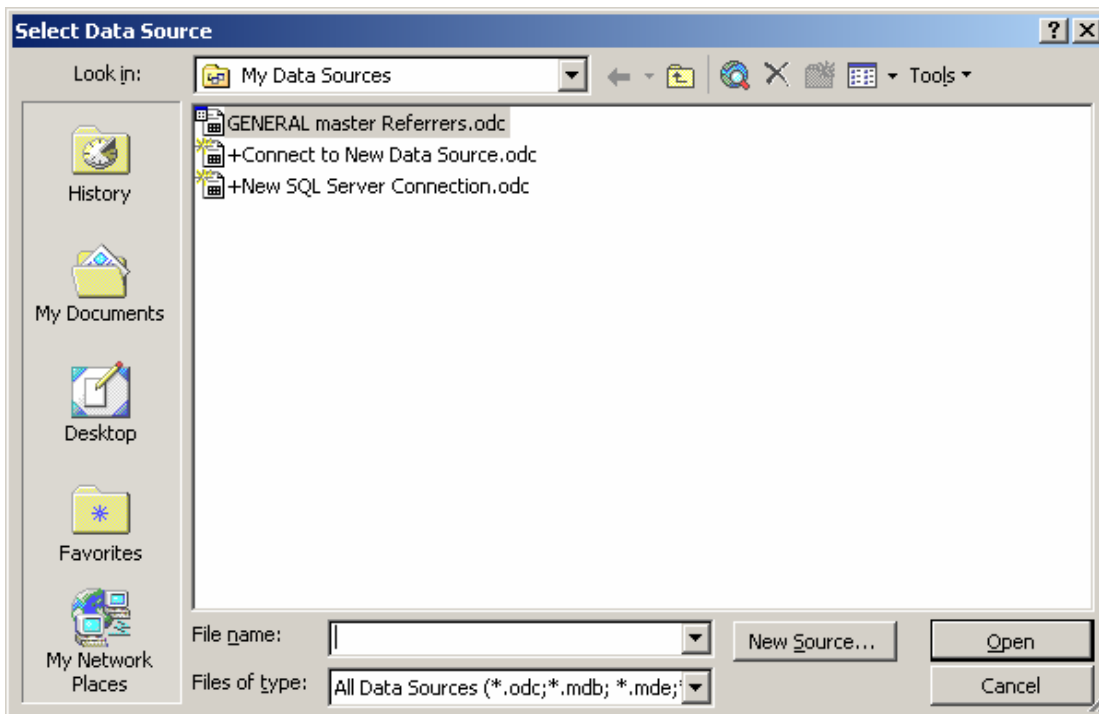 Select Data Source
Look in:
My Data Sources
Tools
GENERAL master Referrers.odc
+Connect to New Data Source.odc
+New SQL Server Connection.odc
History
My Documents
Desktop
Favorites
My Network
Places
File name:
New Source...
Open
Files of type:
All Data Sources (*.odc;*.mdb; *.mde;*
Cancel